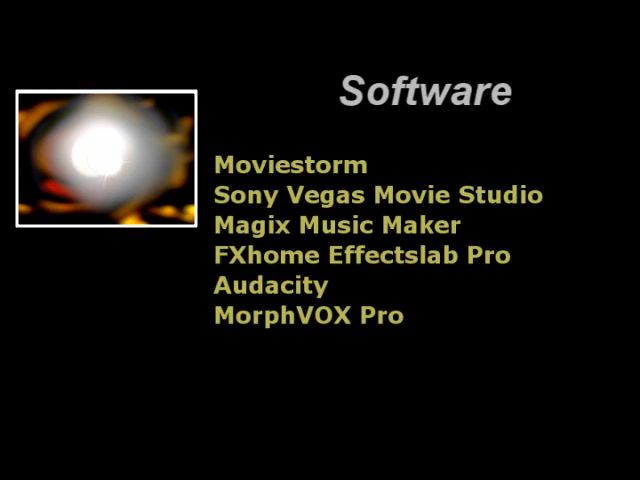 Software
Moviestorm
Sony Vegas Movie Studio
Magix Music Maker
FXhome Effectslab Pro
Audacity
MorphVOX Pro